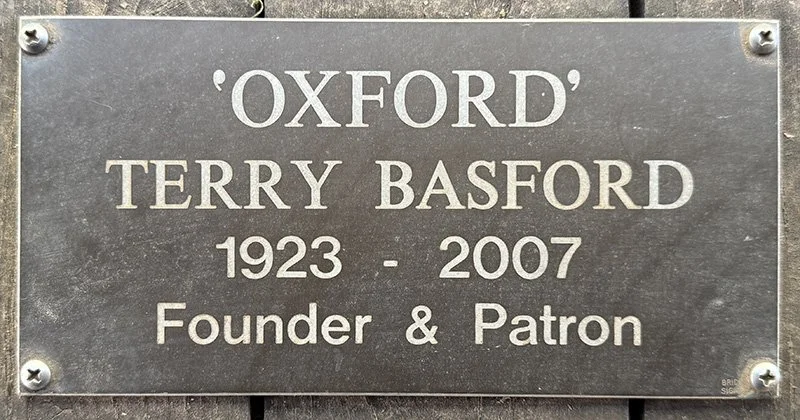 ‘OXFORD’
TERRY BASFORD
1923 - 2007
Founder & Patron